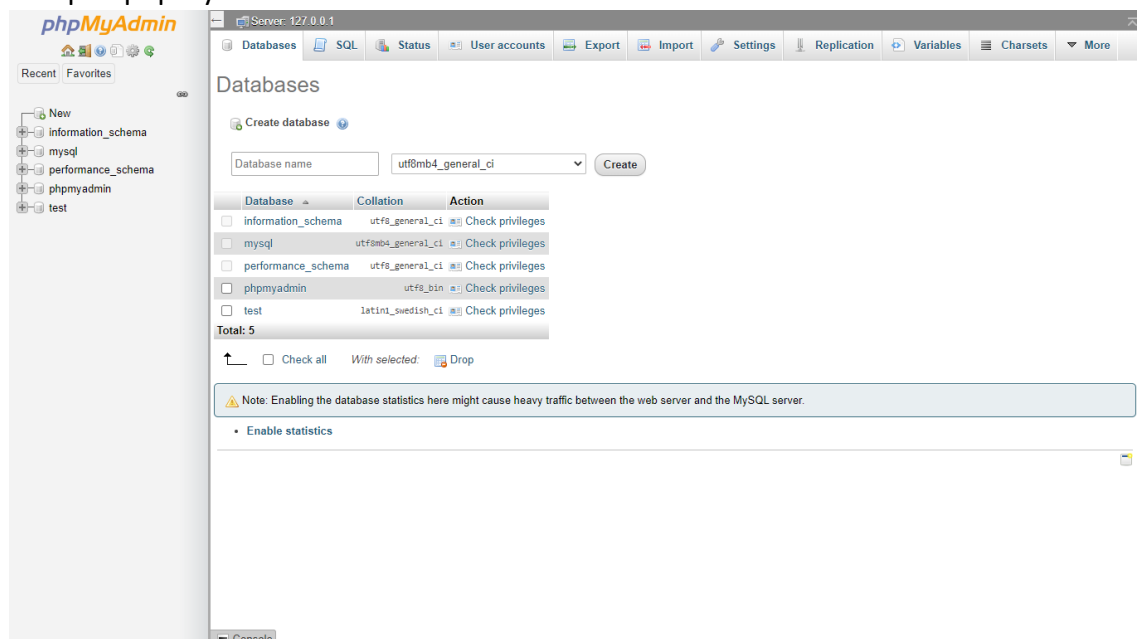 phpMyAdmin
Recent Favorites
New
information_schema
mysql
performance_schema
phpmyadmin
test
Server: 127.0.0.1
Databases SQL Status User accounts Export Import Settings Replication Variables Charsets More
Databases
Create database
Database name utf8mb4_general_ci Create
Database Collation Action
information_schema utf8_general_ci Check privileges
mysql utf8mb4_general_ci Check privileges
performance_schema utf8_general_ci Check privileges
phpmyadmin utf8_bin Check privileges
test latin1_swedish_ci Check privileges
Total: 5
Check all With selected: Drop
Note: Enabling the database statistics here might cause heavy traffic between the web server and the MySQL server.
Enable statistics
Console